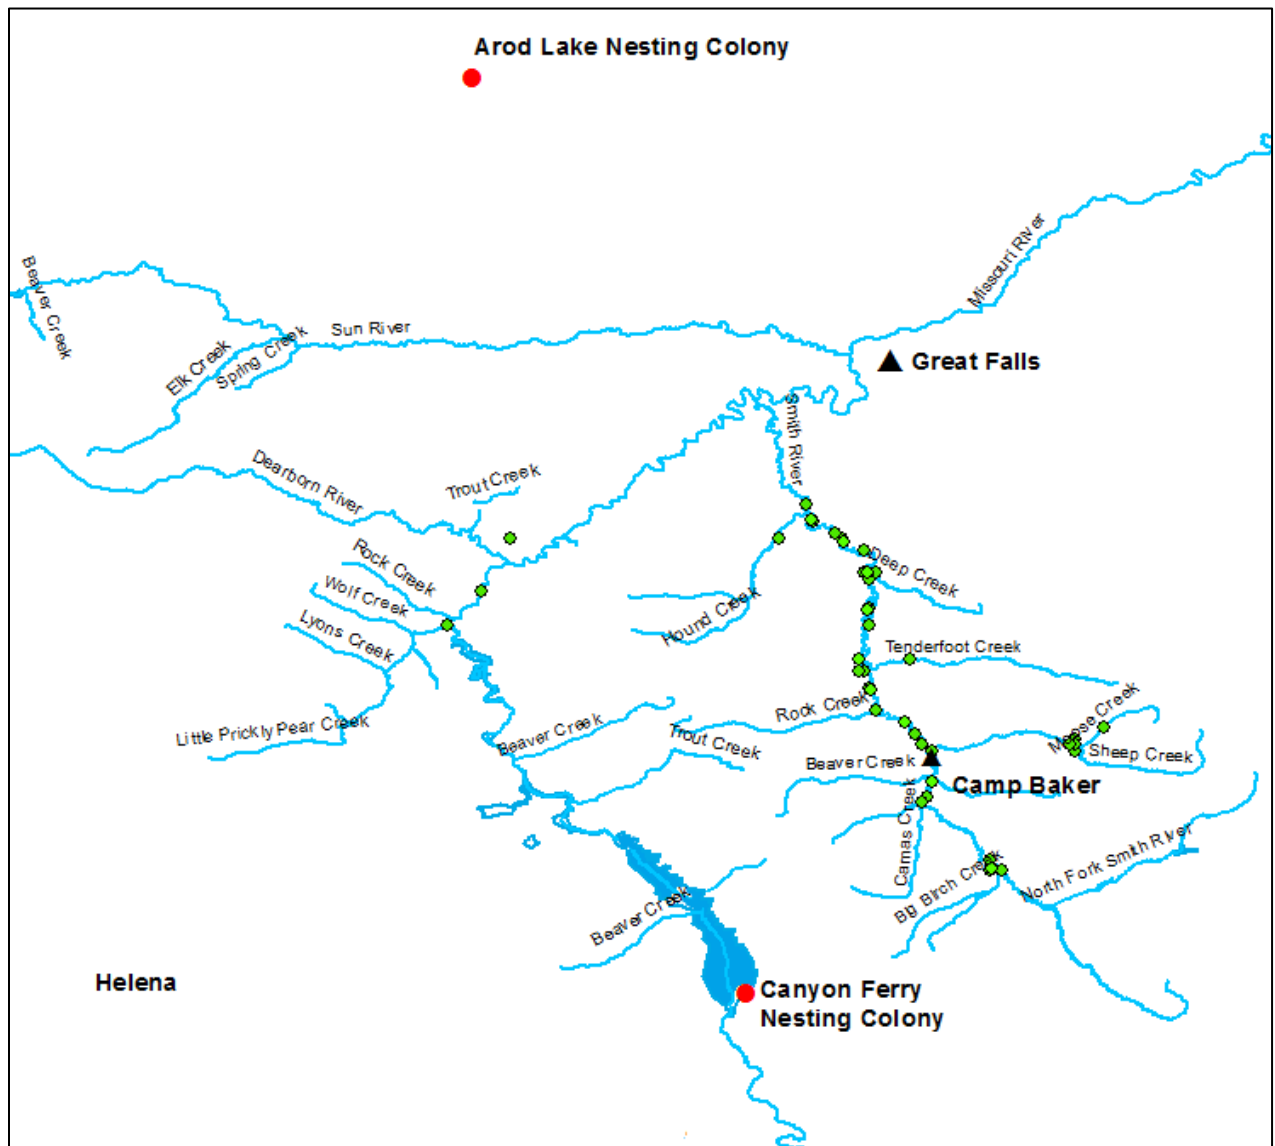 Arod Lake Nesting Colony
Missouri River
Beaver Creek
Sun River
Elk Creek
Spring Creek
Great Falls
Smith River
Dearborn River
Trout Creek
Rock Creek
Deep Creek
Wolf Creek
Hound Creek
Lyons Creek
Tenderfoot Creek
Little Prickly Pear Creek
Beaver Creek
Rock Creek
Moose Creek
Trout Creek
Sheep Creek
Beaver Creek
Camp Baker
Camas Creek
North Fork Smith River
Big Birch Creek
Beaver Creek
Helena
Canyon Ferry
Nesting Colony